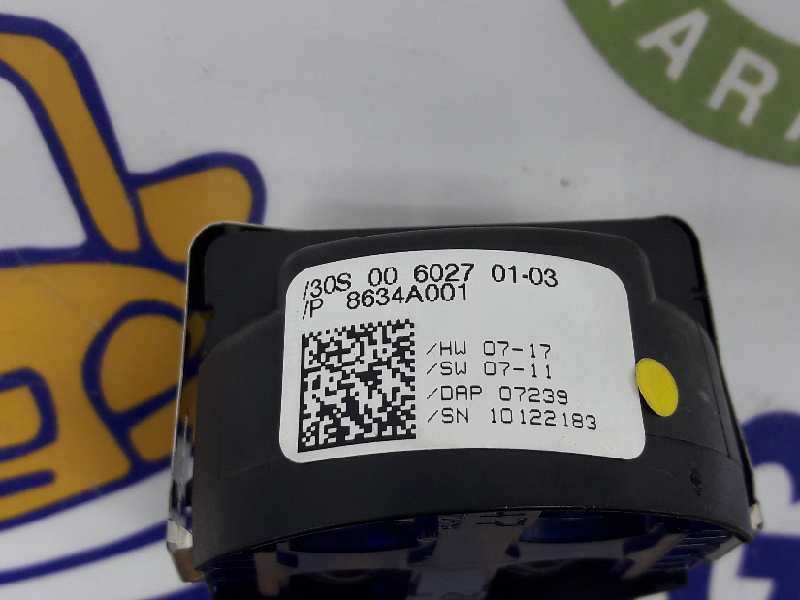 /30S 00 6027 01-03
/P 8634A001
/HW 07-17
/SW 07-11
/DAP 07239
/SN 10122183